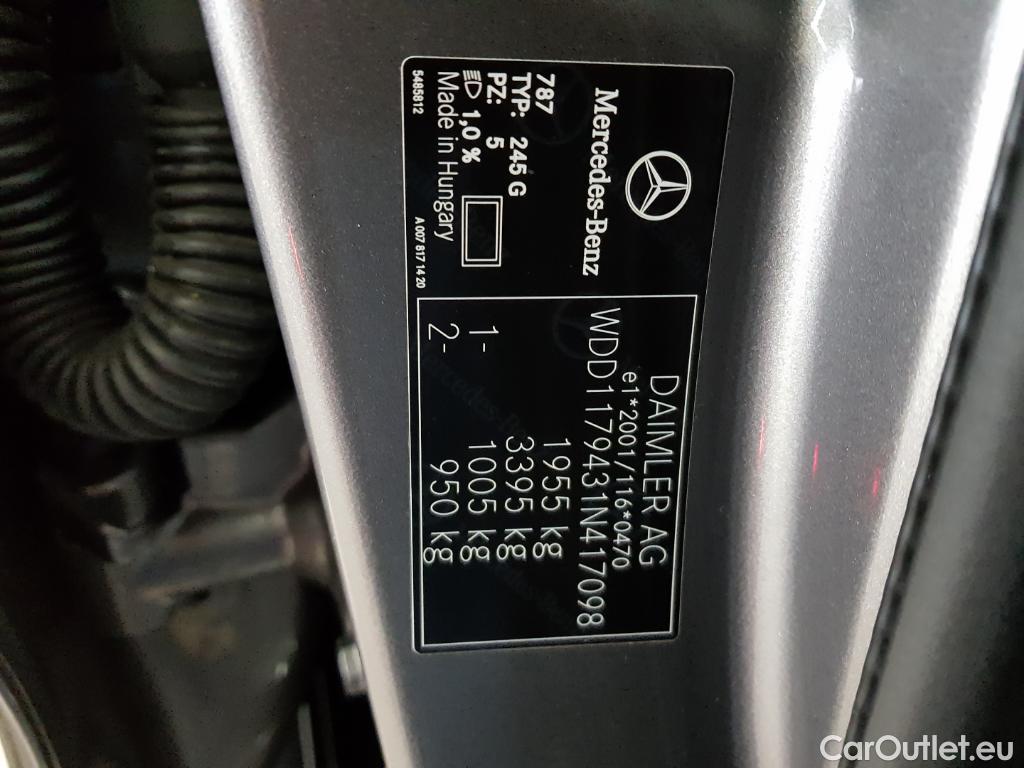 Mercedes-Benz
787
TYP: 245 G
PZ: 5
1,0 %
Made in Hungary
5485812
A 007 817 14 20
DAIMLER AG
e1*2001/116*0470
WDD1179431N417098
1955 kg
3395 kg
1- 1005 kg
2- 950 kg
CarOutlet.eu